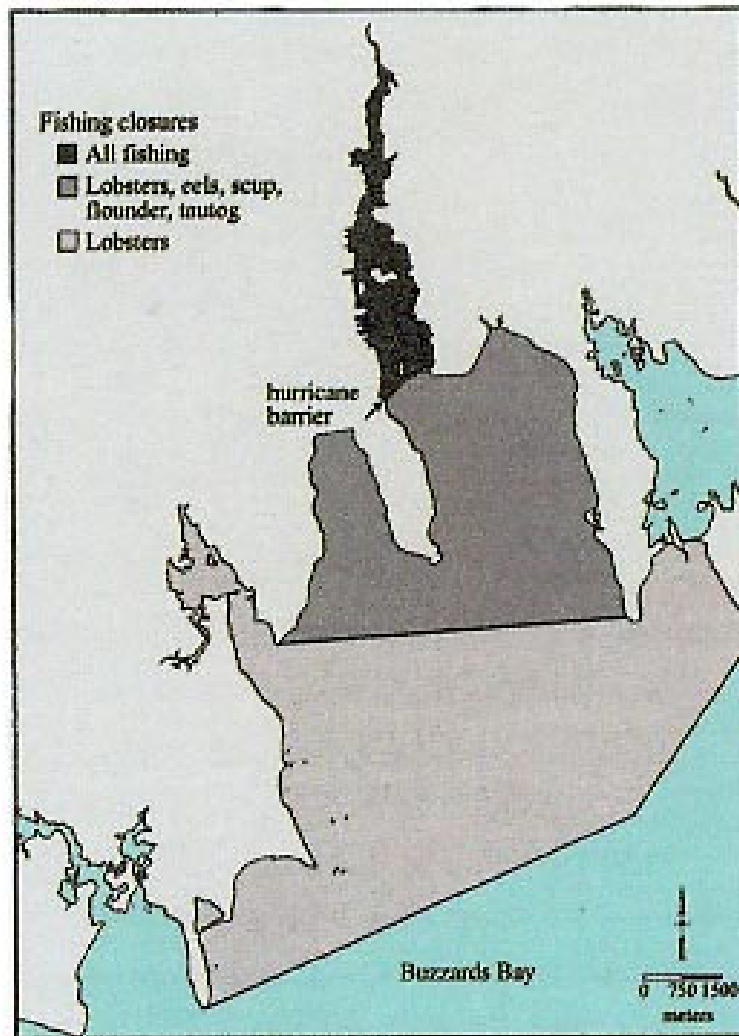 Fishing closures
All fishing
Lobsters, eels, scup,
flounder, tautog
Lobsters
hurricane
barrier
Buzzards Bay
0 750 1500
meters